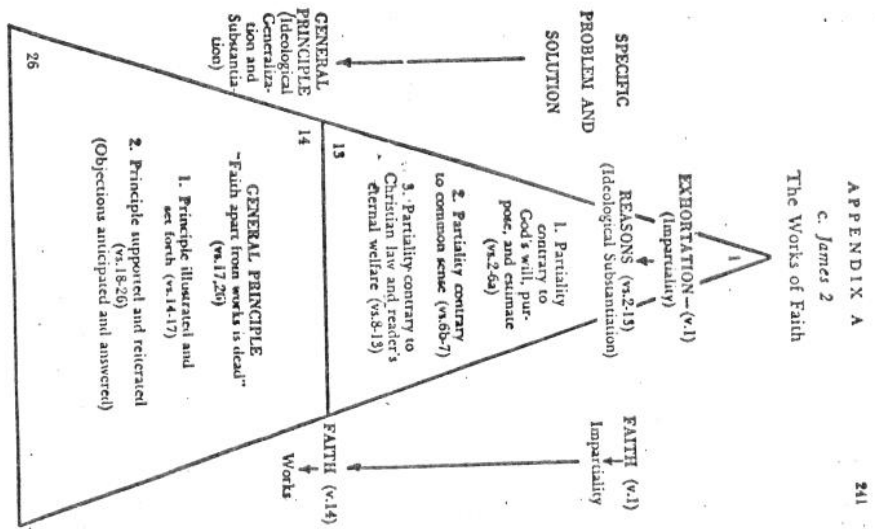 APPENDIX A
241
c. James 2
The Works of Faith
SPECIFIC
PROBLEM AND
SOLUTION
GENERAL
PRINCIPLE
(Ideological
Generaliza-
tion and
Substantia-
tion)
1
EXHORTATION—(v.1)
(Impartiality)
REASONS (vs.2-13)
(Ideological Substantiation)
1. Partiality
contrary to
God's will, pur-
pose, and estimate
(vs.2-6a)
2. Partiality contrary
to common sense (vs.6b-7)
3. Partiality contrary to
Christian law and reader's
eternal welfare (vs.8-13)
13
14
GENERAL PRINCIPLE
"Faith apart from works is dead"
(vs.17,26)
1. Principle illustrated and
set forth (vs.14-17)
2. Principle supported and reiterated
(vs.18-26)
(Objections anticipated and answered)
26
FAITH (v.1)
Impartiality
FAITH (v.14)
Works